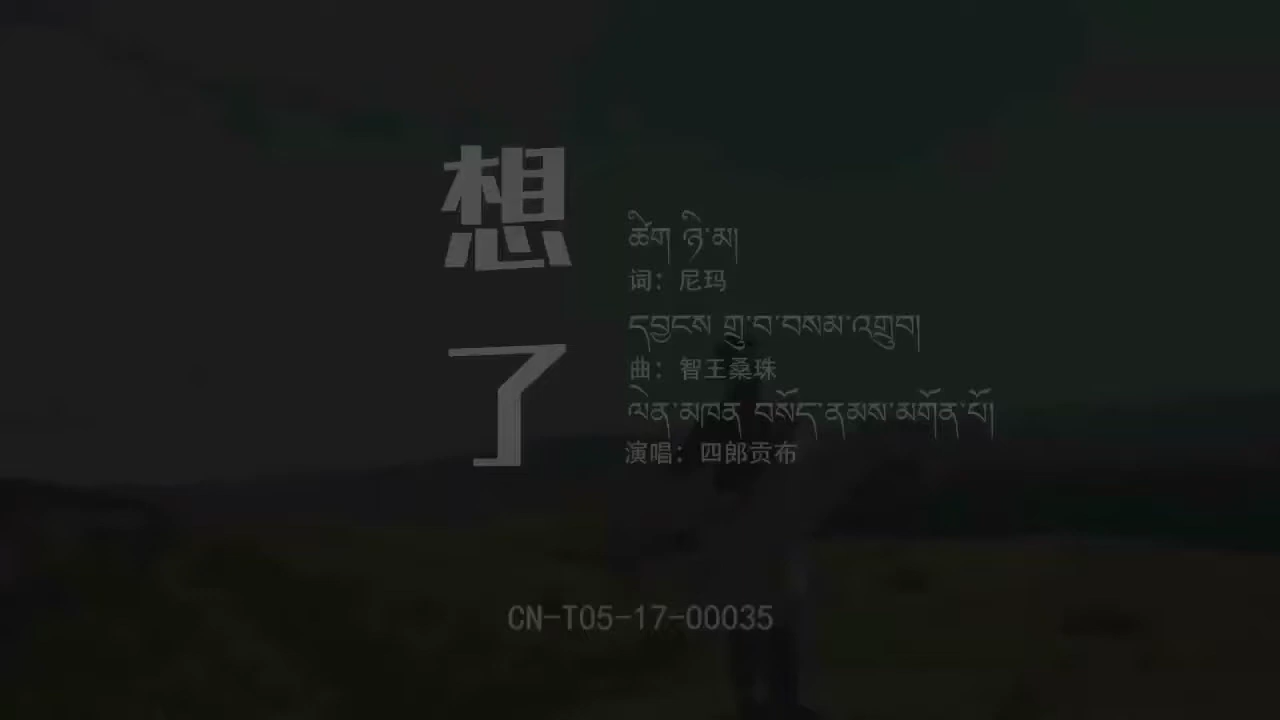 想了
ཚིག ཉི་མ།
词：尼玛
དབྱངས གྲུ་བ་བསམ་འགྲུབ།
曲：智王桑珠
ལེན་མཁན བསོད་ནམས་མགོན་པོ།
演唱：四郎贡布
CN-T05-17-00035